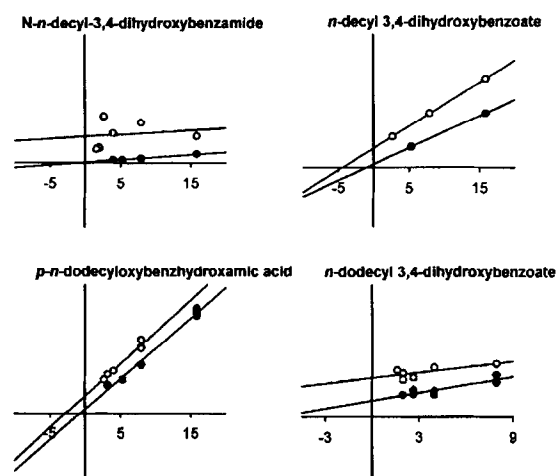 N-n-decyl-3,4-dihydroxybenzamide
-5 5 15
n-decyl 3,4-dihydroxybenzoate
-5 5 15
p-n-dodecyloxybenzhydroxamic acid
5 15
n-dodecyl 3,4-dihydroxybenzoate
-3 3 9